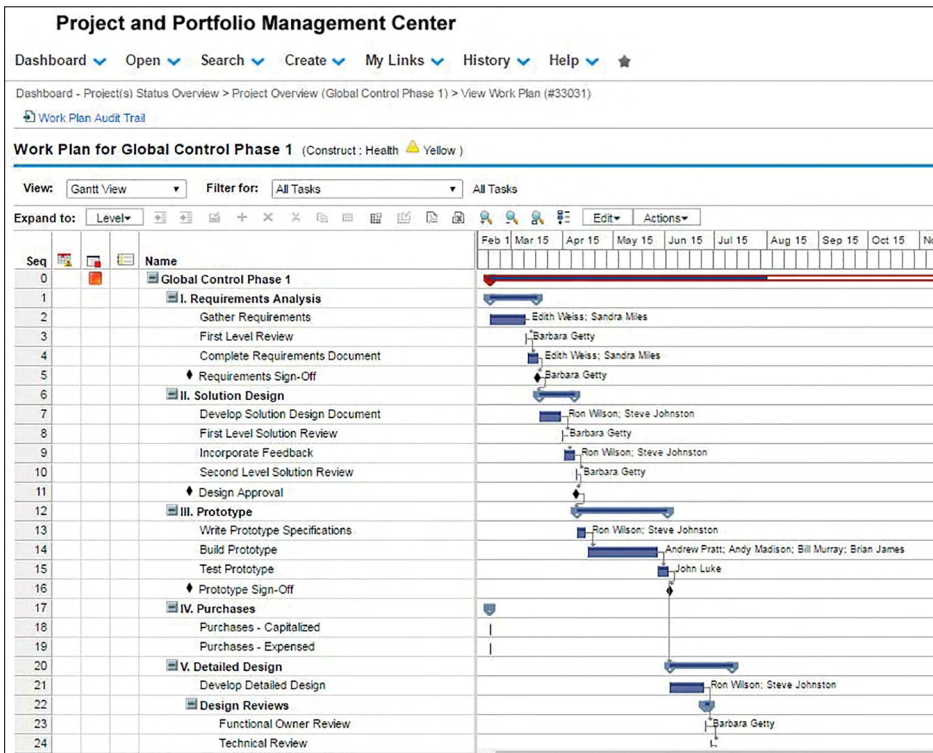 Project and Portfolio Management Center
Dashboard Open Search Create My Links History Help
Dashboard - Project(s) Status Overview > Project Overview (Global Control Phase 1) > View Work Plan (#33031)
Work Plan Audit Trail
Work Plan for Global Control Phase 1 (Construct : Health Yellow )
View: Gantt View Filter for: All Tasks All Tasks
Expand to: Level Edit Actions
Feb 1 Mar 15 Apr 15 May 15 Jun 15 Jul 15 Aug 15 Sep 15 Oct 15 No
Seq Name
0 Global Control Phase 1
1 I. Requirements Analysis
2 Gather Requirements Edith Weiss; Sandra Miles
3 First Level Review Barbara Getty
4 Complete Requirements Document Edith Weiss; Sandra Miles
5 Requirements Sign-Off Barbara Getty
6 II. Solution Design
7 Develop Solution Design Document Ron Wilson; Steve Johnston
8 First Level Solution Review Barbara Getty
9 Incorporate Feedback Ron Wilson; Steve Johnston
10 Second Level Solution Review Barbara Getty
11 Design Approval
12 III. Prototype
13 Write Prototype Specifications Ron Wilson; Steve Johnston
14 Build Prototype Andrew Pratt; Andy Madison; Bill Murray; Brian James
15 Test Prototype John Luke
16 Prototype Sign-Off
17 IV. Purchases
18 Purchases - Capitalized
19 Purchases - Expensed
20 V. Detailed Design
21 Develop Detailed Design Ron Wilson; Steve Johnston
22 Design Reviews
23 Functional Owner Review Barbara Getty
24 Technical Review